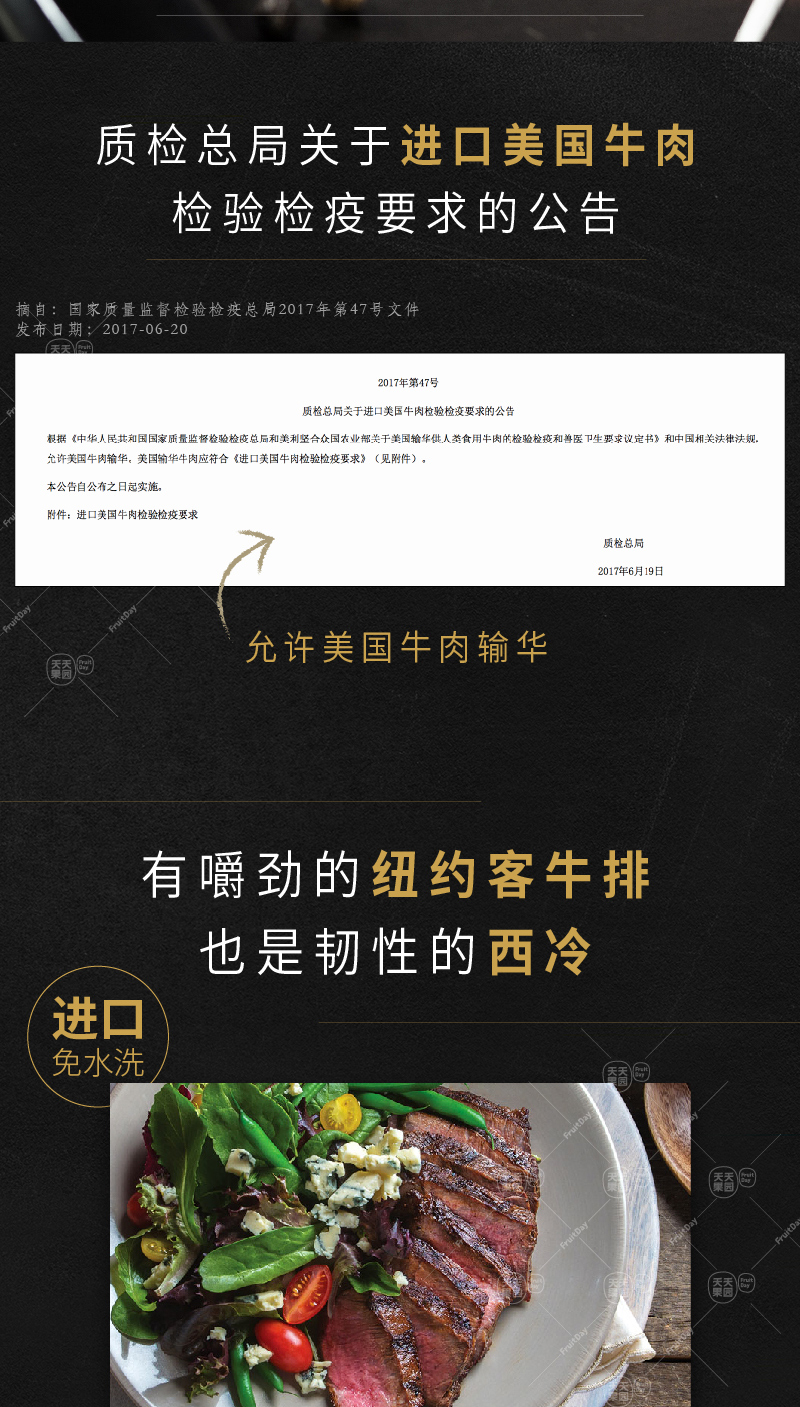 质检总局关于进口美国牛肉
检验检疫要求的公告
摘自：国家质量监督检验检疫总局2017年第47号文件
发布日期：2017-06-20
2017年第47号
质检总局关于进口美国牛肉检验检疫要求的公告
根据《中华人民共和国国家质量监督检验检疫总局和美利坚合众国农业部关于美国输华供人类食用牛肉的检验检疫和兽医卫生要求议定书》和中国相关法律法规，
允许美国牛肉输华。美国输华牛肉应符合《进口美国牛肉检验检疫要求》（见附件）。
本公告自公布之日起实施。
附件：进口美国牛肉检验检疫要求
质检总局
2017年6月19日
允许美国牛肉输华
有嚼劲的纽约客牛排
也是韧性的西冷
进口
免水洗
天天果园
FruitDay